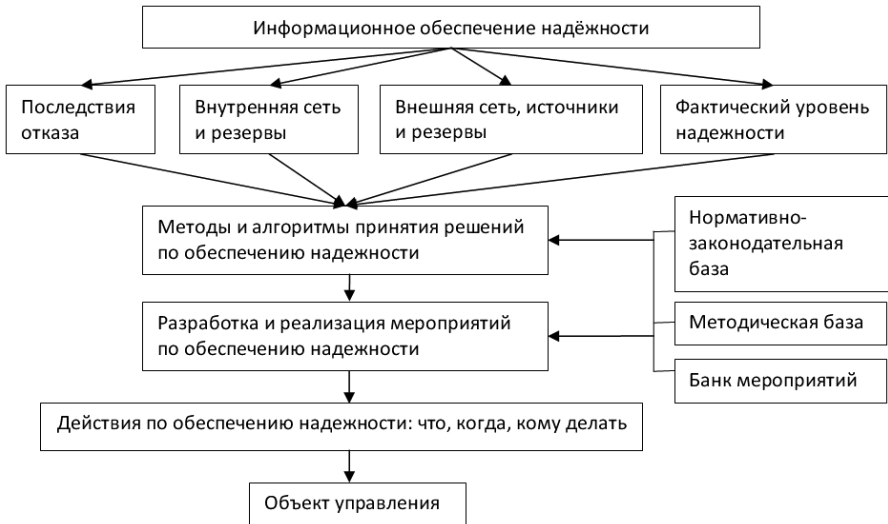 Информационное обеспечение надёжности
Последствия
отказа
Внутренняя сеть
и резервы
Внешняя сеть, источники
и резервы
Фактический уровень
надежности
Методы и алгоритмы принятия решений
по обеспечению надежности
Нормативно-
законодательная
база
Разработка и реализация мероприятий
по обеспечению надежности
Методическая база
Банк мероприятий
Действия по обеспечению надежности: что, когда, кому делать
Объект управления